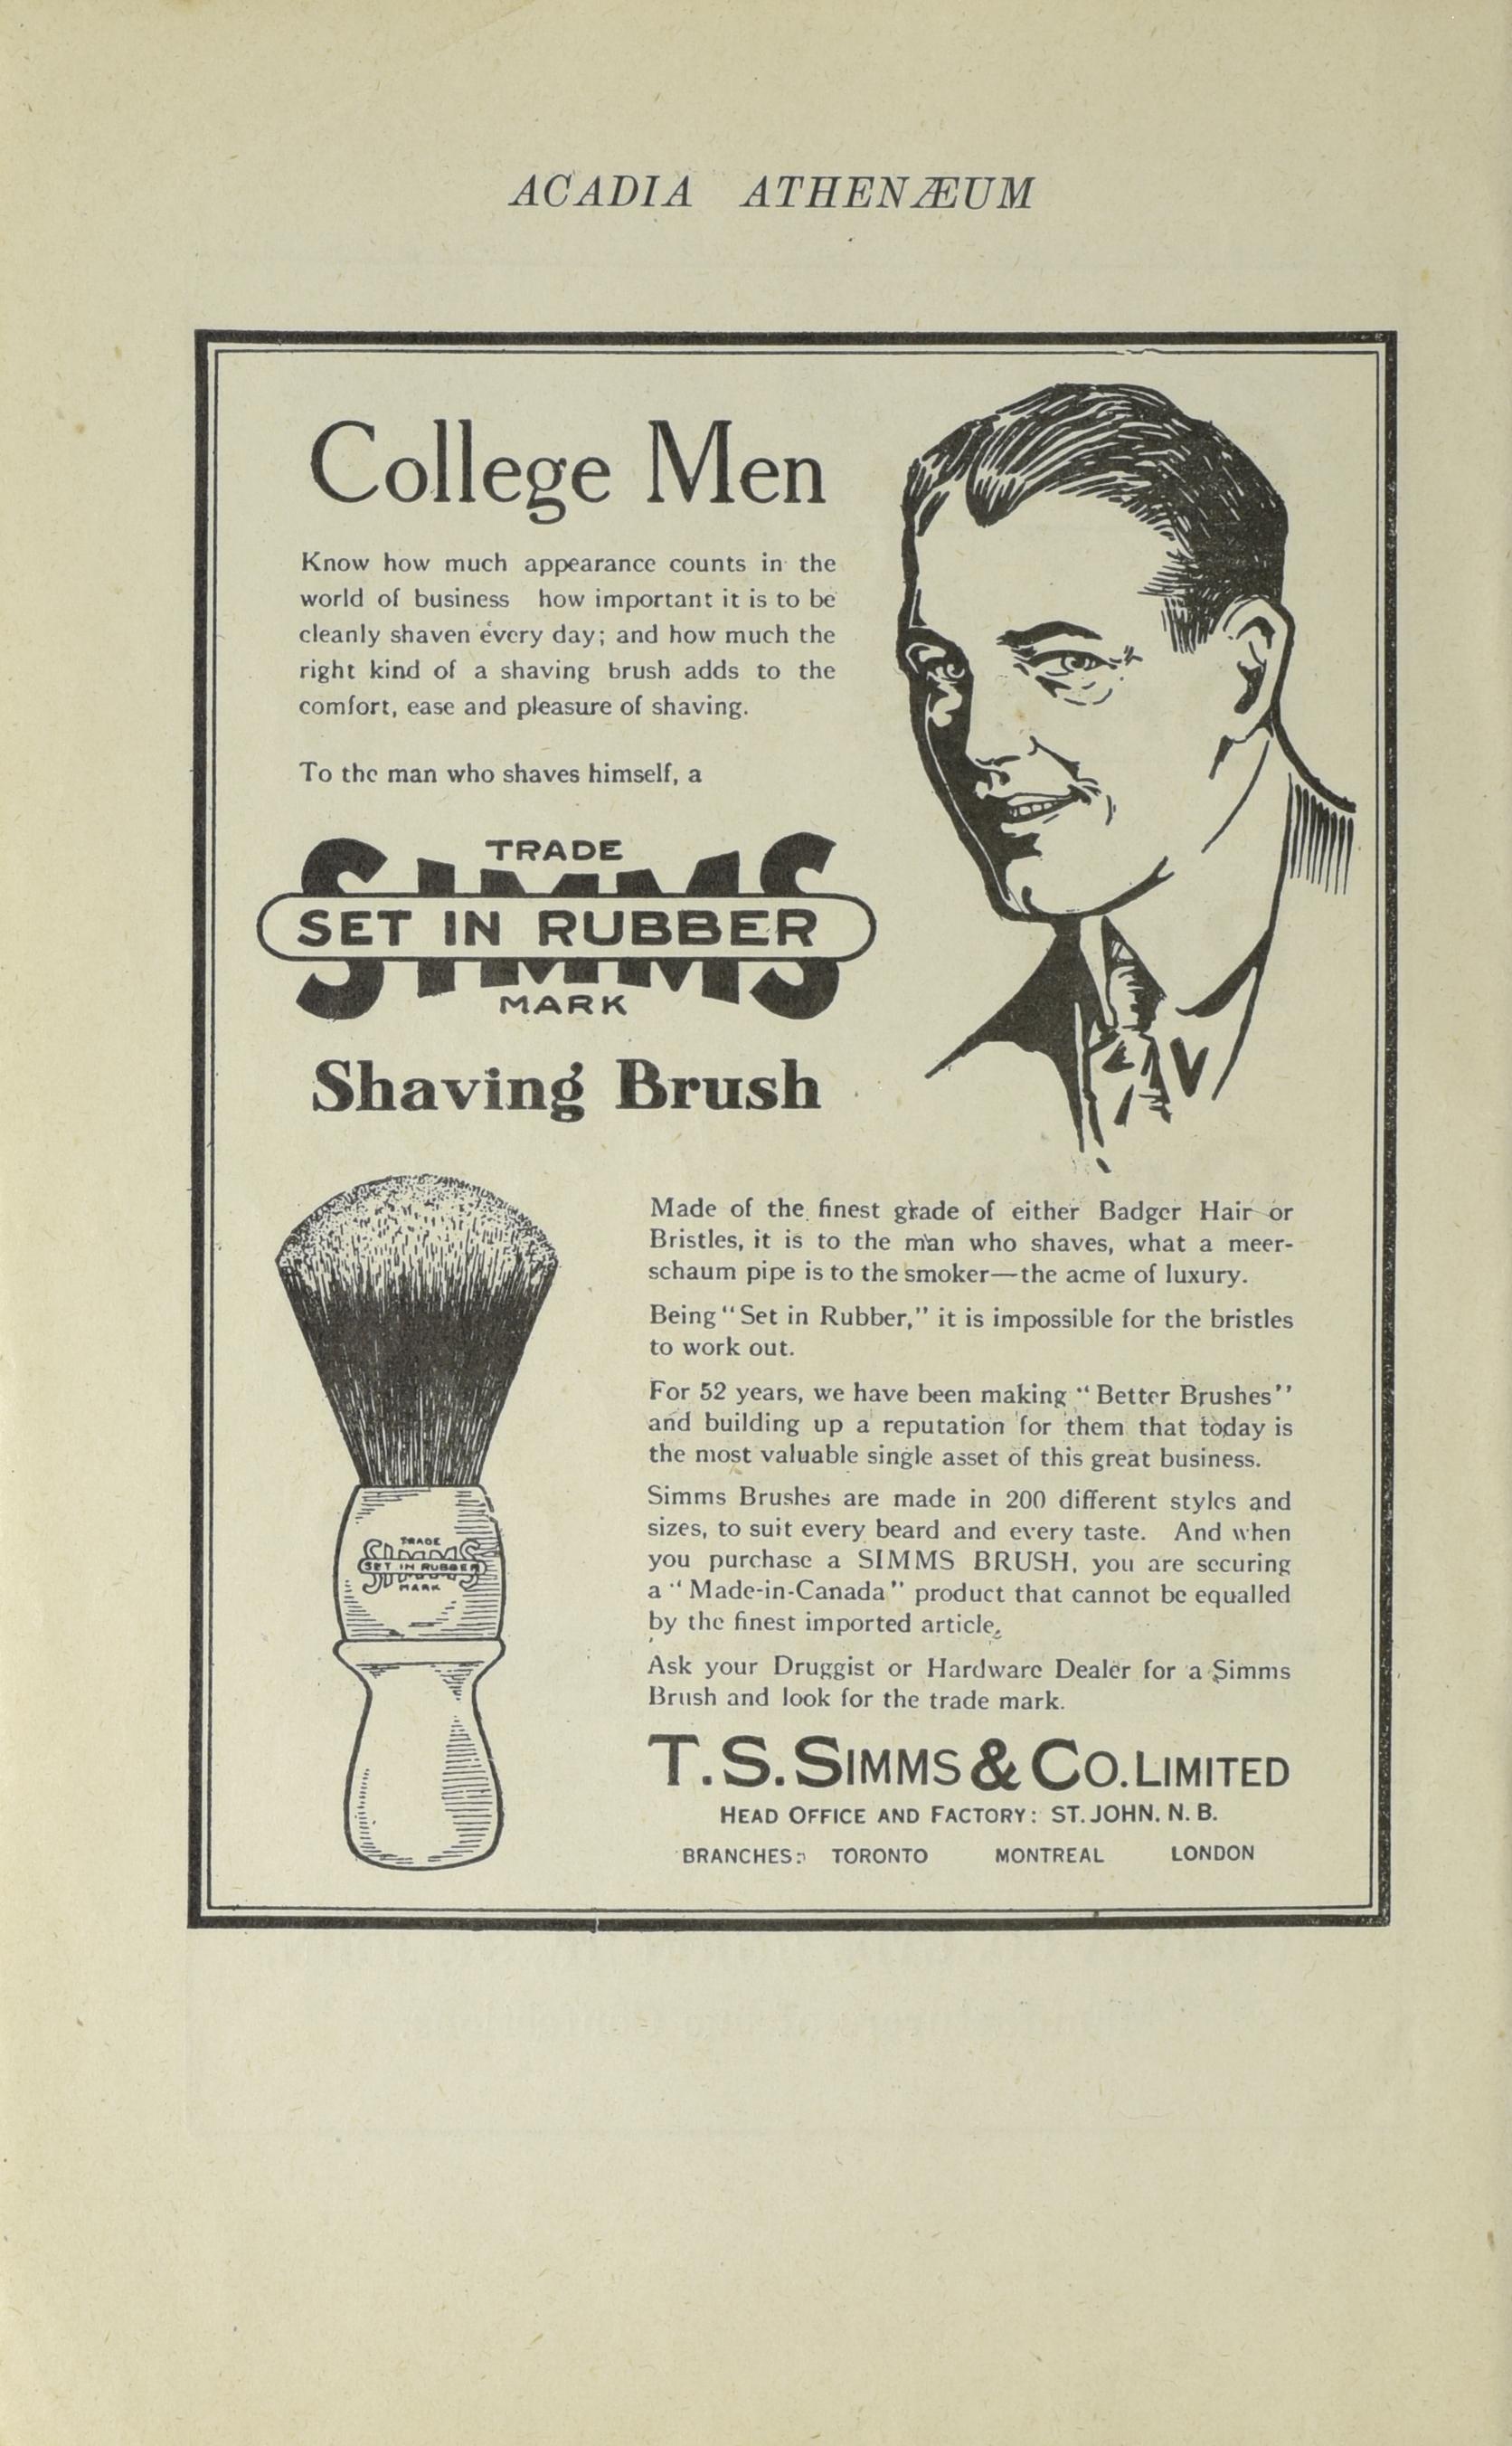 ACADIA ATHENÆUM
College Men
Know how much appearance counts in the
world of business how important it is to be
cleanly shaven every day; and how much the
right kind of a shaving brush adds to the
comfort, ease and pleasure of shaving.
To the man who shaves himself, a
TRADE
SIMMS
SET IN RUBBER
MARK
Shaving Brush
Made of the finest grade of either Badger Hair or
Bristles, it is to the man who shaves, what a meer-
schaum pipe is to the smoker—the acme of luxury.
Being "Set in Rubber," it is impossible for the bristles
to work out.
For 52 years, we have been making "Better Brushes"
and building up a reputation for them that today is
the most valuable single asset of this great business.
Simms Brushes are made in 200 different styles and
sizes, to suit every beard and every taste. And when
you purchase a SIMMS BRUSH, you are securing
a "Made-in-Canada" product that cannot be equalled
by the finest imported article.
Ask your Druggist or Hardware Dealer for a Simms
Brush and look for the trade mark.
TRADE
SIMMS
SET IN RUBBER
MARK
T. S. SIMMS & CO. LIMITED
HEAD OFFICE AND FACTORY: ST. JOHN, N. B.
BRANCHES: TORONTO MONTREAL LONDON